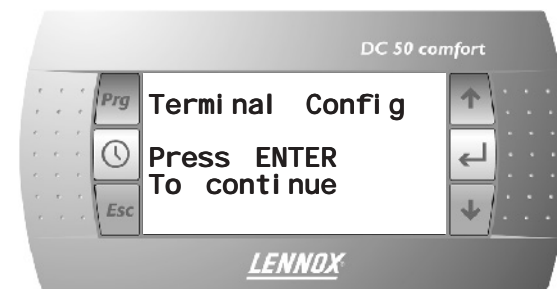 DC 50 comfort
Prg
Terminal Config
Press ENTER
To continue
Esc
LENNOX